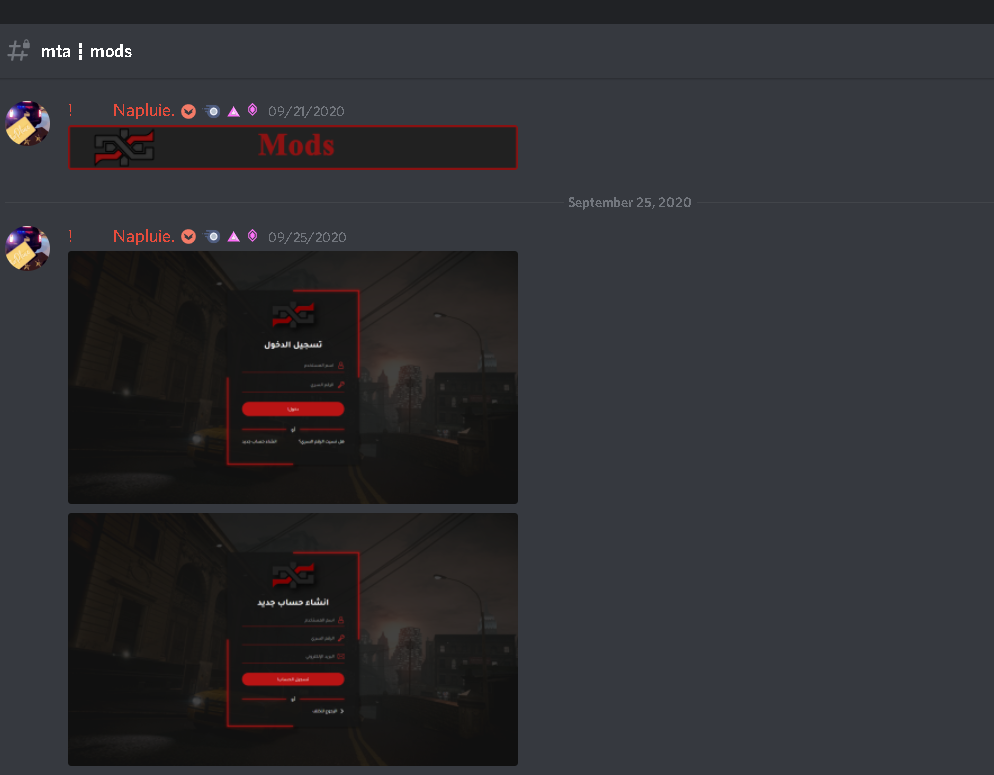 mta ┇ mods
! Napluie. 09/21/2020
Mods
September 25, 2020
! Napluie. 09/25/2020
تسجيل الدخول
اسم المستخدم
الرقم السري
دخول
أو
هل نسيت الرقم السري؟ انشاء حساب جديد
انشاء حساب جديد
اسم المستخدم
الرقم السري
البريد الإلكتروني
تسجيل الحساب
أو